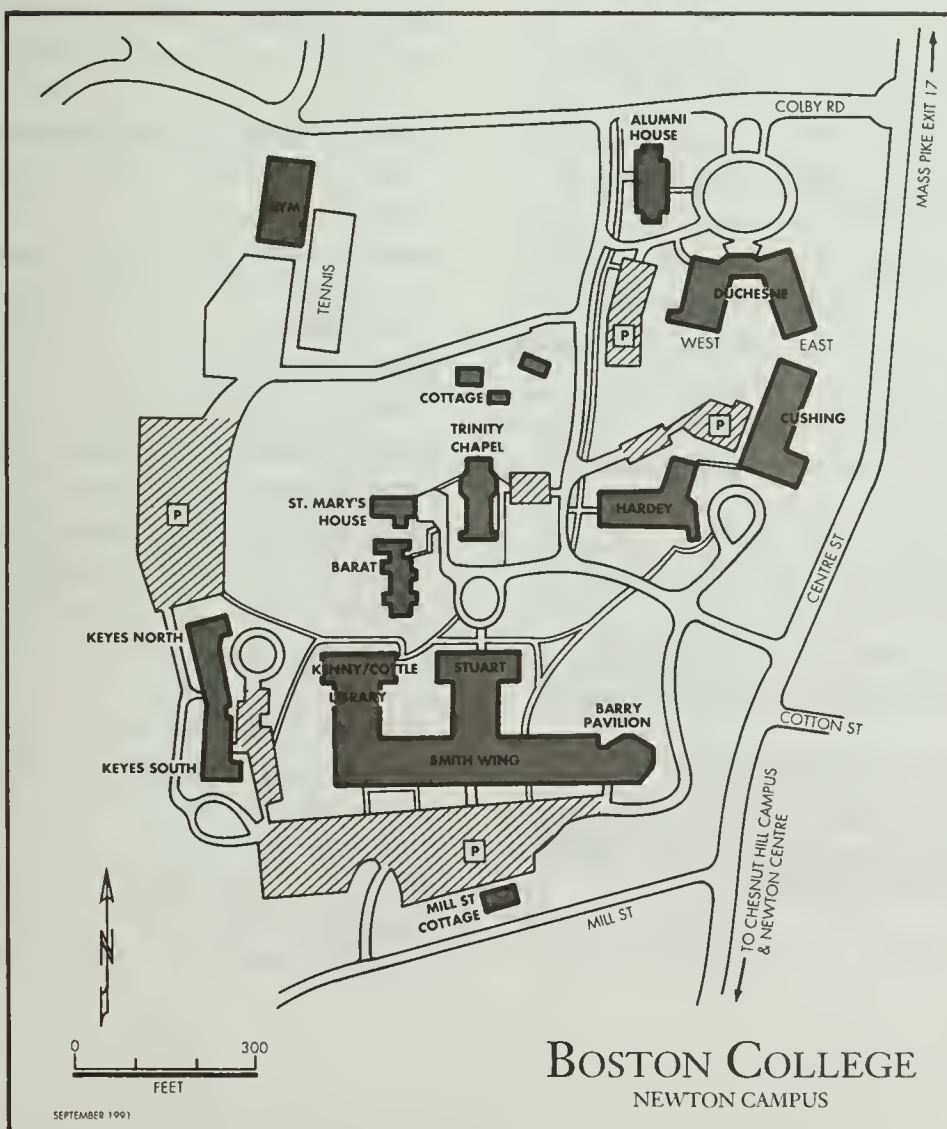 MASS PIKE EXIT 17
COLBY RD
ALUMNI
HOUSE
GYM
TENNIS
DUCHESNE
WEST
EAST
P
COTTAGE
CUSHING
P
TRINITY
CHAPEL
ST. MARY'S
HOUSE
HARDEY
P
BARAT
CENTRE ST
KEYES NORTH
KENNY/COTTLE
LIBRARY
STUART
BARRY
PAVILION
COTTON ST
KEYES SOUTH
SMITH WING
P
MILL ST
COTTAGE
MILL ST
TO CHESNUT HILL CAMPUS
& NEWTON CENTRE
N
0
300
FEET
BOSTON COLLEGE
NEWTON CAMPUS
SEPTEMBER 1991